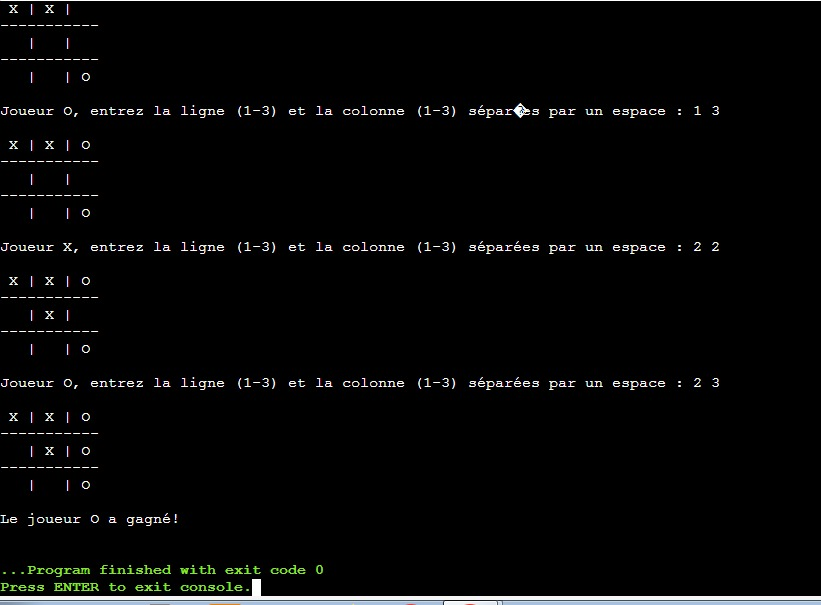 X | X |
-----------
   |   |
-----------
   |   | O
Joueur O, entrez la ligne (1-3) et la colonne (1-3) sépar�es par un espace : 1 3
X | X | O
-----------
   |   |
-----------
   |   | O
Joueur X, entrez la ligne (1-3) et la colonne (1-3) séparées par un espace : 2 2
X | X | O
-----------
   | X |
-----------
   |   | O
Joueur O, entrez la ligne (1-3) et la colonne (1-3) séparées par un espace : 2 3
X | X | O
-----------
   | X | O
-----------
   |   | O
Le joueur O a gagné!
...Program finished with exit code 0
Press ENTER to exit console.